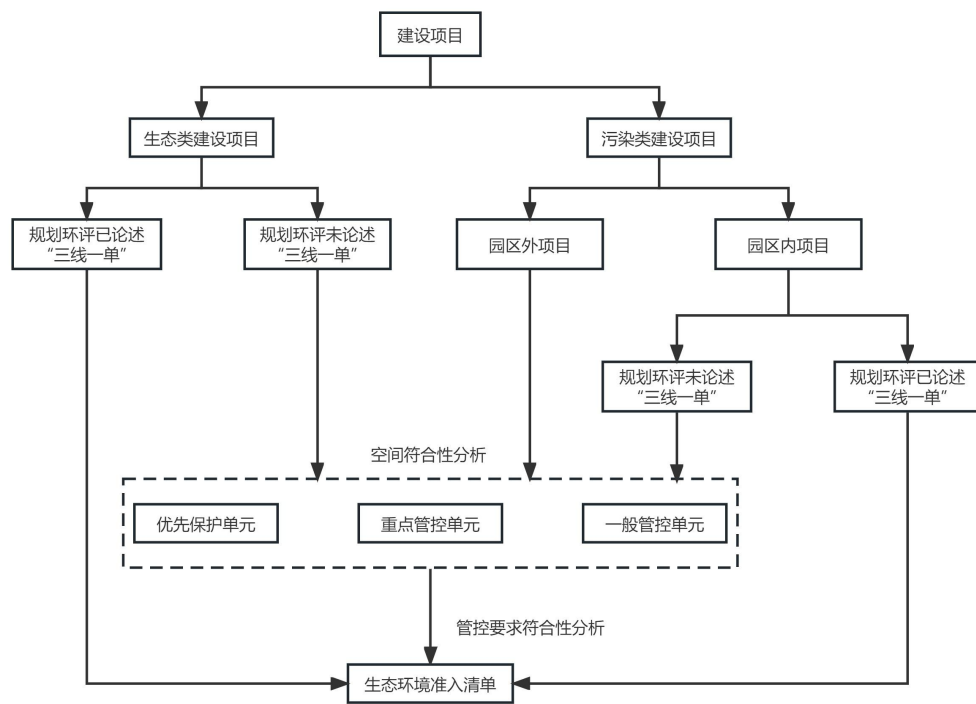 建设项目
生态类建设项目
污染类建设项目
规划环评已论述
“三线一单”
规划环评未论述
“三线一单”
园区外项目
园区内项目
规划环评未论述
“三线一单”
规划环评已论述
“三线一单”
空间符合性分析
优先保护单元
重点管控单元
一般管控单元
管控要求符合性分析
生态环境准入清单